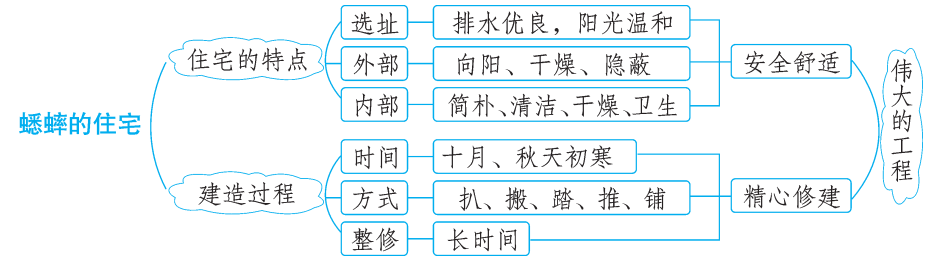 蟋蟀的住宅
住宅的特点
选址
排水优良，阳光温和
外部
向阳、干燥、隐蔽
内部
简朴、清洁、干燥、卫生
安全舒适
建造过程
时间
十月、秋天初寒
方式
扒、搬、踏、推、铺
整修
长时间
精心修建
伟大的工程